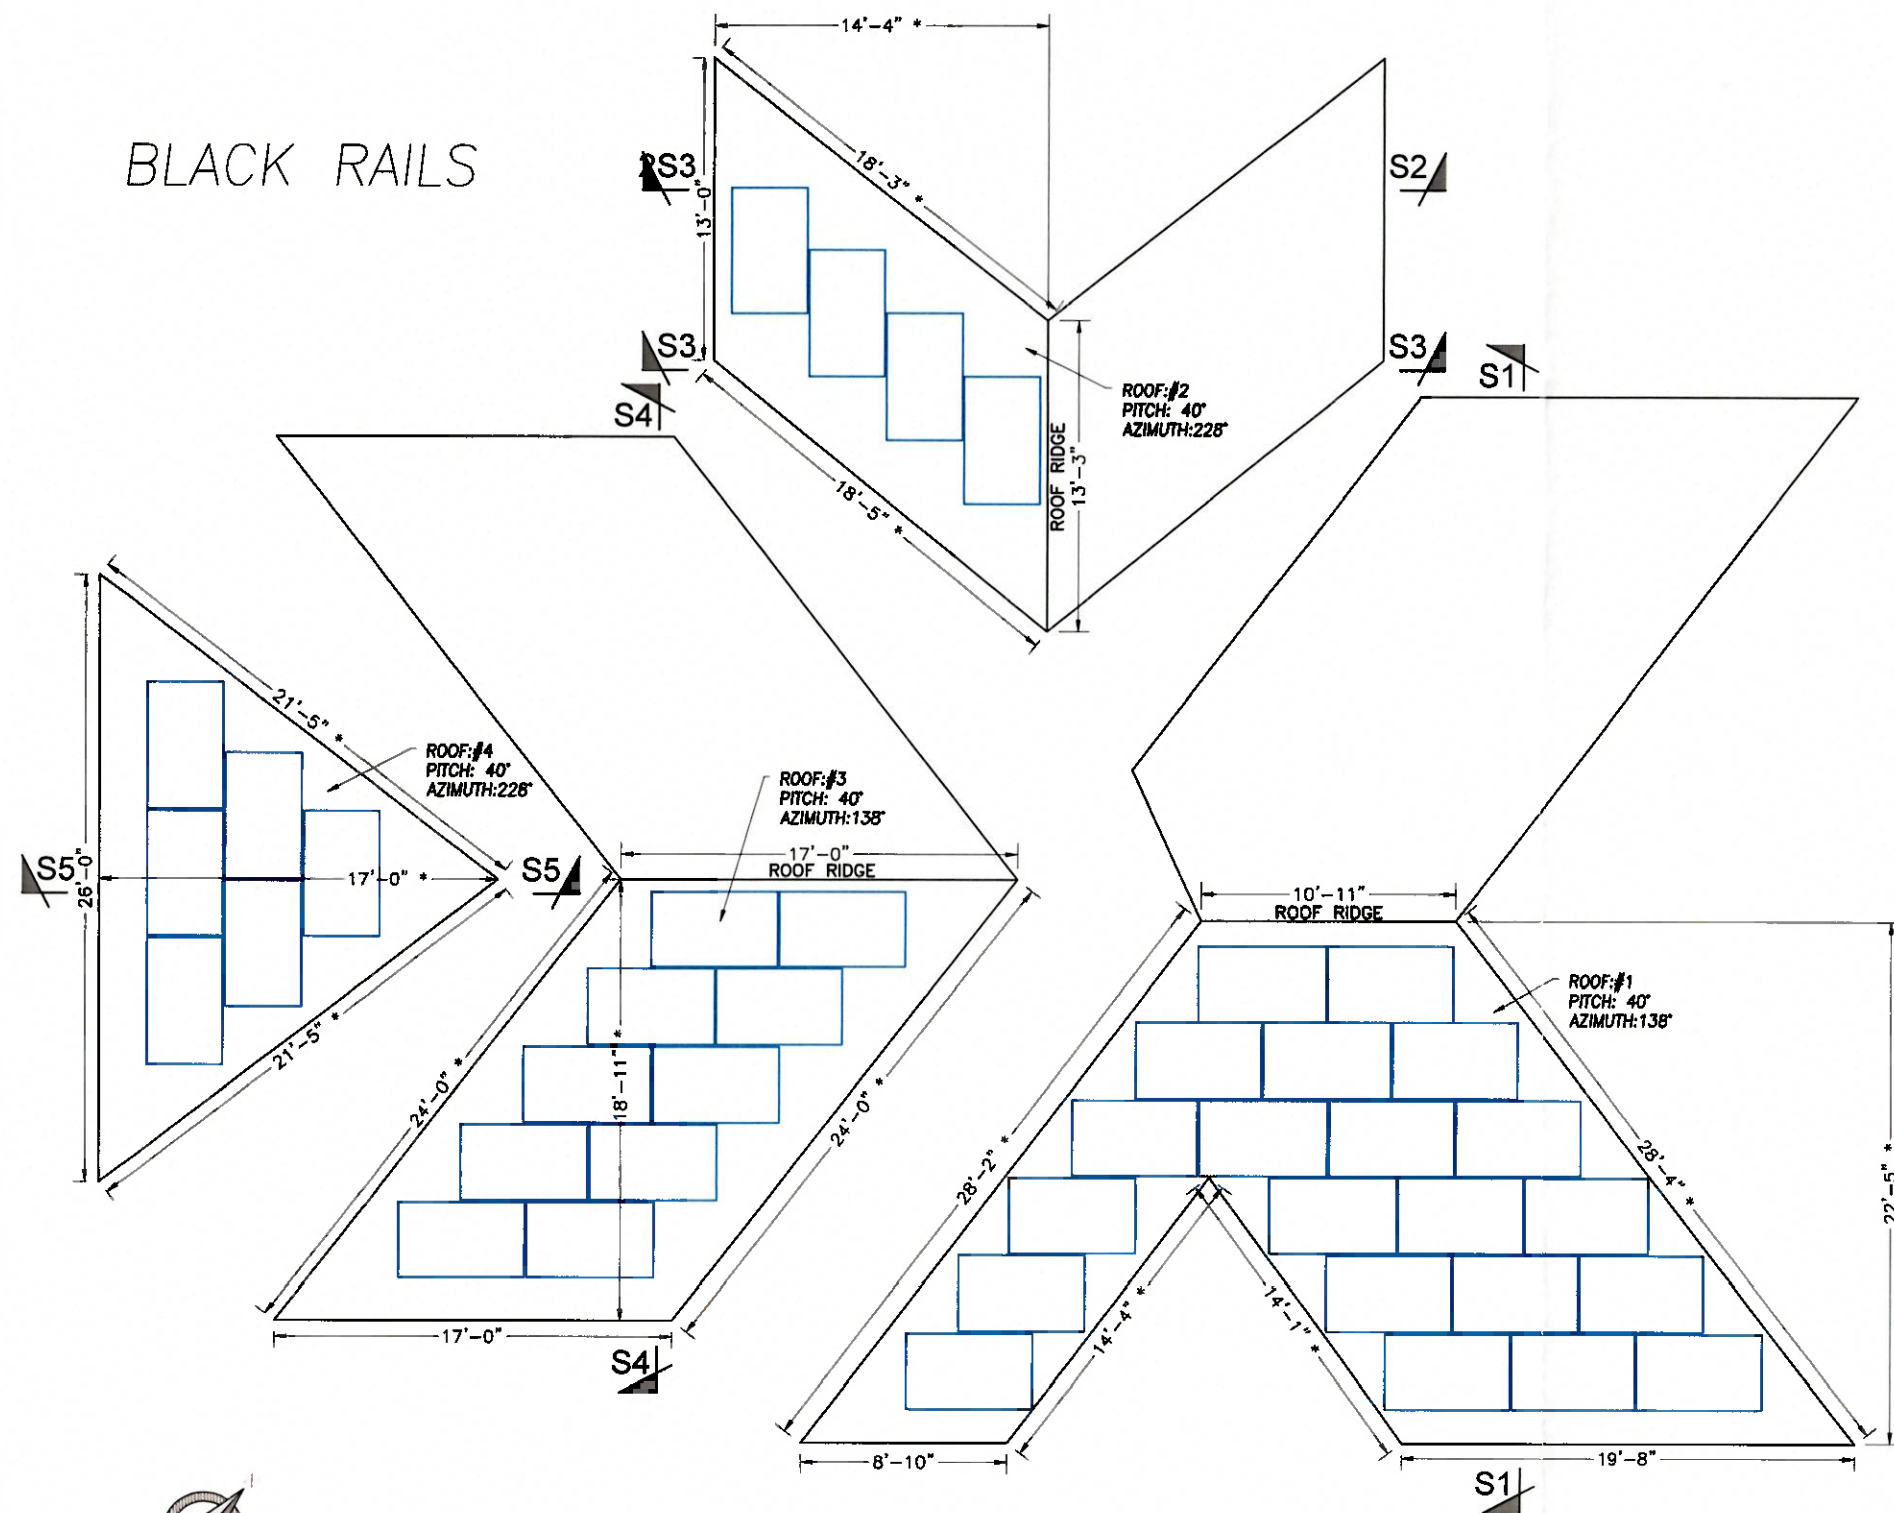 14'-4" *
BLACK RAILS
S3
18'-3" *
S2
13'-0"
S3
S3
S1
S4
ROOF:#2
PITCH: 40°
AZIMUTH:228°
ROOF RIDGE
13'-3"
18'-5" *
21'-5" *
ROOF:#4
PITCH: 40°
AZIMUTH:228°
ROOF:#3
PITCH: 40°
AZIMUTH:138°
17'-0"
ROOF RIDGE
S5
26'-0"
17'-0" *
S5
10'-11"
ROOF RIDGE
ROOF:#1
PITCH: 40°
AZIMUTH:138°
21'-5" *
24'-0" *
18'-11" *
24'-0" *
28'-2" *
28'-4" *
22'-5" *
14'-4" *
14'-1" *
17'-0"
S4
8'-10"
19'-8"
S1